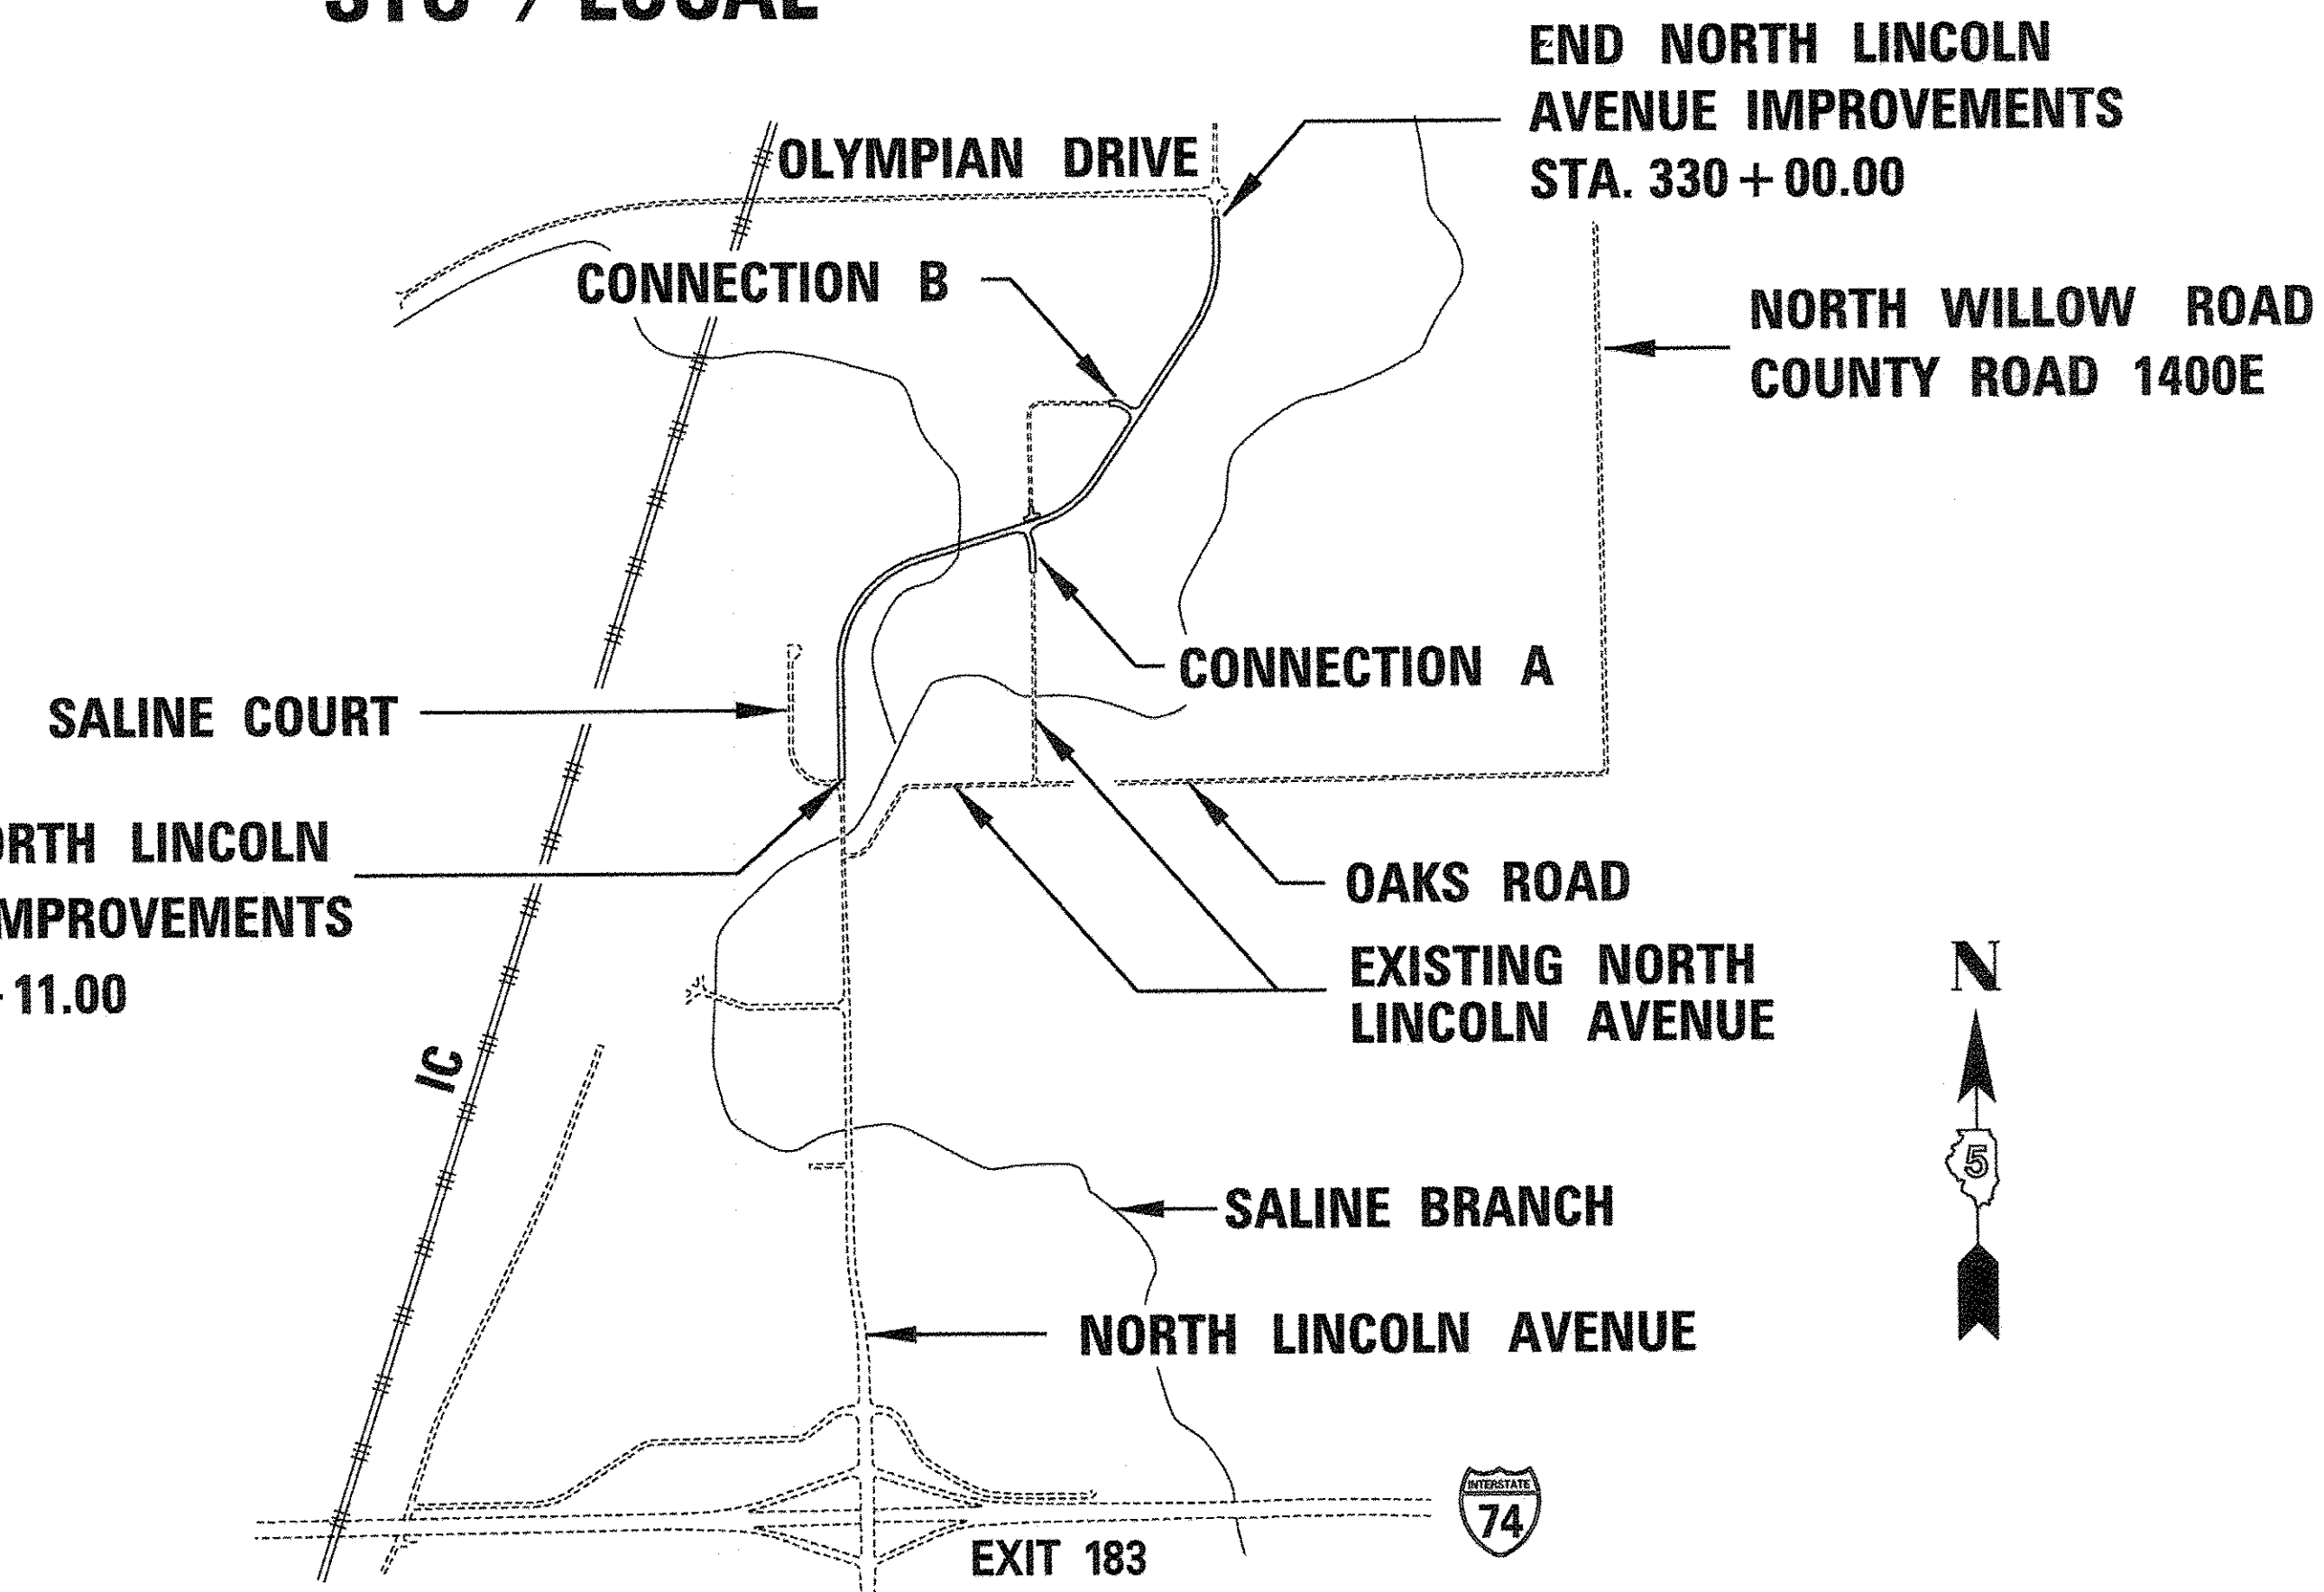 / LOCAL
END NORTH LINCOLN
AVENUE IMPROVEMENTS
STA. 330+00.00
OLYMPIAN DRIVE
CONNECTION B
NORTH WILLOW ROAD
COUNTY ROAD 1400E
CONNECTION A
SALINE COURT
LINCOLN
11.00
OAKS ROAD
EXISTING NORTH
LINCOLN AVENUE
N
IC
5
SALINE BRANCH
NORTH LINCOLN AVENUE
INTERSTATE
74
EXIT 183